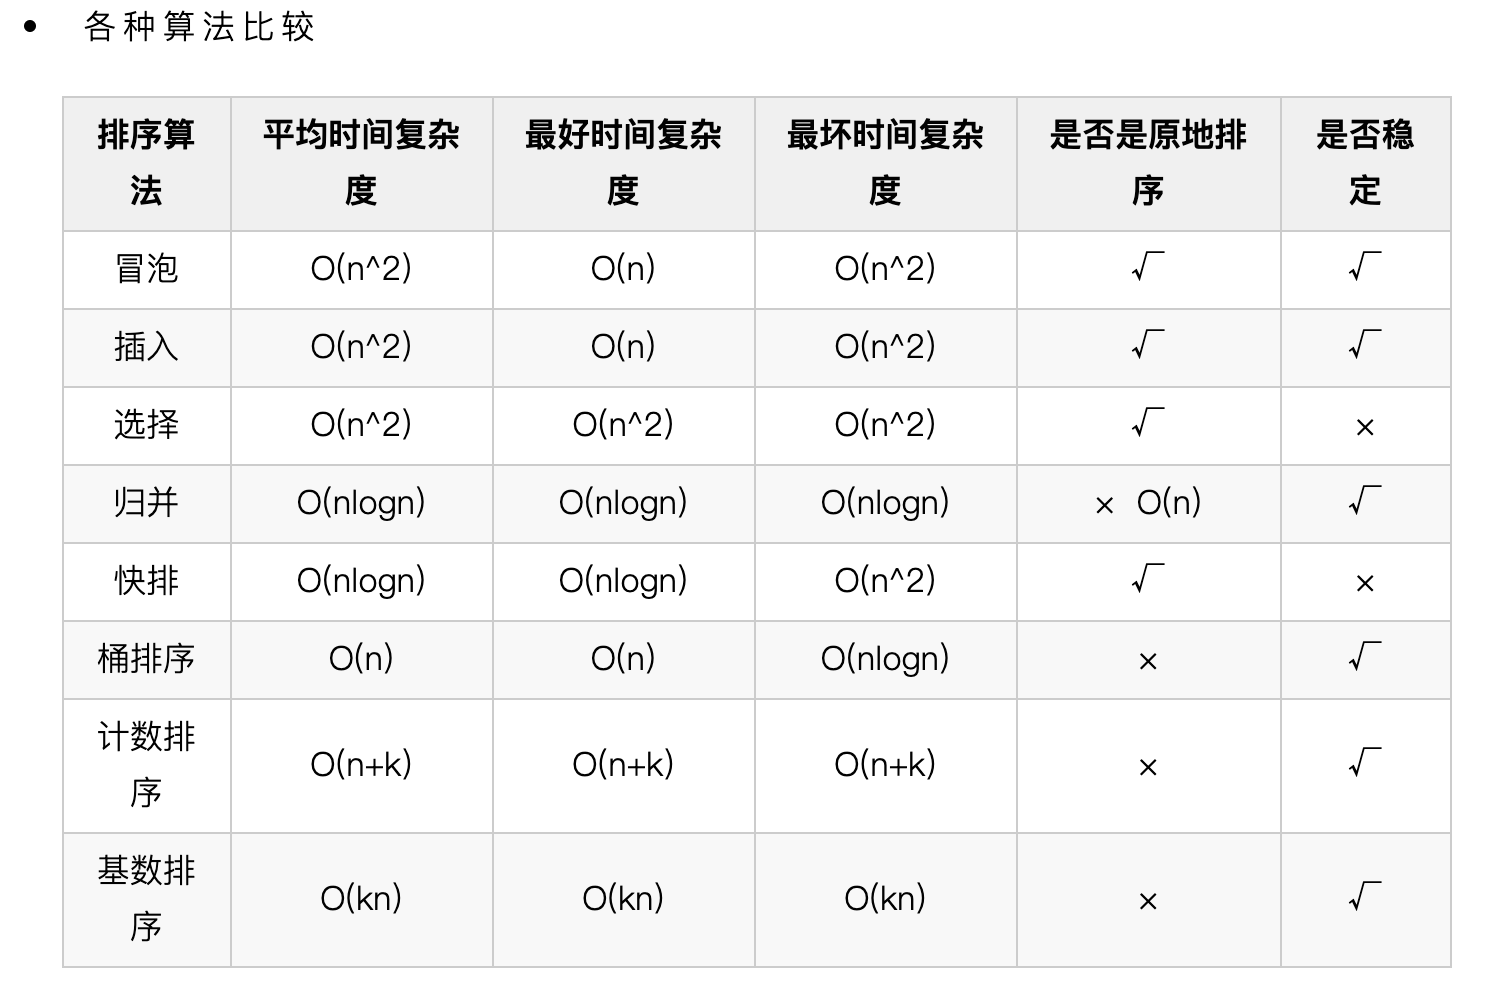 各种算法比较
排序算 平均时间复杂 最好时间复杂 最坏时间复杂 是否是原地排 是否稳
法 度 度 度 序 定
冒泡 O(n^2) O(n) O(n^2) √ √
插入 O(n^2) O(n) O(n^2) √ √
选择 O(n^2) O(n^2) O(n^2) √ ×
归并 O(nlogn) O(nlogn) O(nlogn) × O(n) √
快排 O(nlogn) O(nlogn) O(n^2) √ ×
桶排序 O(n) O(n) O(nlogn) × √
计数排
序 O(n+k) O(n+k) O(n+k) × √
基数排
序 O(kn) O(kn) O(kn) × √